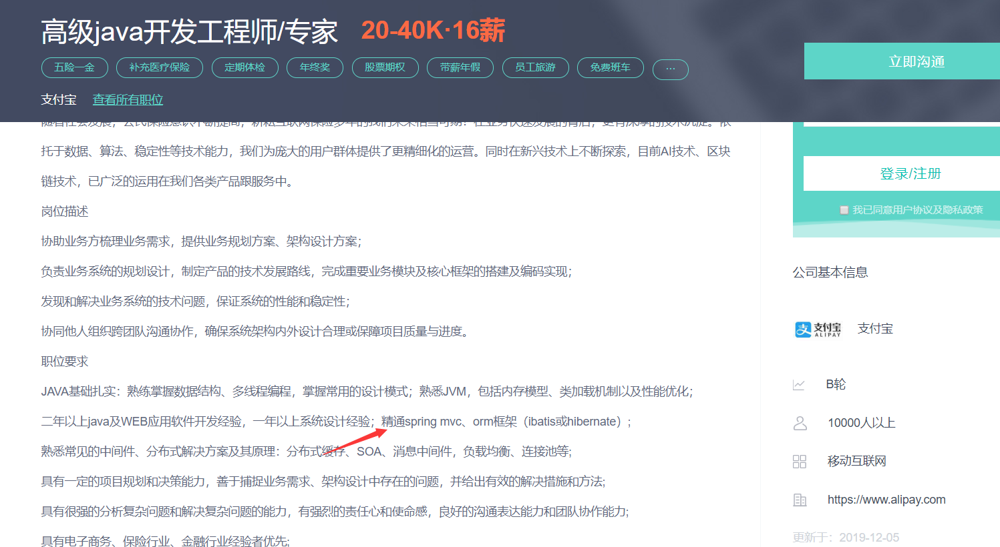 高级java开发工程师/专家 20-40K·16薪
五险一金 补充医疗保险 定期体检 年终奖 股票期权 带薪年假 员工旅游 免费班车 ···
立即沟通
支付宝 查看所有职位
托于数据、算法、稳定性等技术能力，我们为庞大的用户群体提供了更精细化的运营。同时在新兴技术上不断探索，目前AI技术、区块
链技术，已广泛的运用在我们各类产品跟服务中。
岗位描述
协助业务方梳理业务需求，提供业务规划方案、架构设计方案；
负责业务系统的规划设计，制定产品的技术发展路线，完成重要业务模块及核心框架的搭建及编码实现；
发现和解决业务系统的技术问题，保证系统的性能和稳定性；
协同他人组织跨团队沟通协作，确保系统架构内外设计合理或保障项目质量与进度。
职位要求
JAVA基础扎实：熟练掌握数据结构、多线程编程，掌握常用的设计模式；熟悉JVM，包括内存模型、类加载机制以及性能优化；
二年以上java及WEB应用软件开发经验，一年以上系统设计经验；精通spring mvc、orm框架（ibatis或hibernate）；
熟悉常见的中间件、分布式解决方案及其原理：分布式缓存、SOA、消息中间件，负载均衡、连接池等;
具有一定的项目规划和决策能力，善于捕捉业务需求、架构设计中存在的问题，并给出有效的解决措施和方法;
具有很强的分析复杂问题和解决复杂问题的能力，有强烈的责任心和使命感，良好的沟通表达能力和团队协作能力;
具有电子商务、保险行业、金融行业经验者优先;
登录/注册
我已同意用户协议及隐私政策
公司基本信息
支 支付宝 ALIPAY 支付宝
B轮
10000人以上
移动互联网
https://www.alipay.com
更新于：2019-12-05